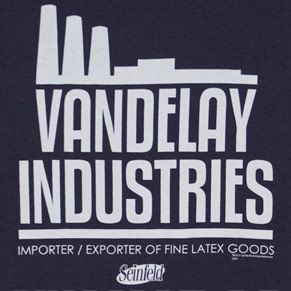 VANDELAY
INDUSTRIES
IMPORTER / EXPORTER OF FINE LATEX GOODS
Seinfeld